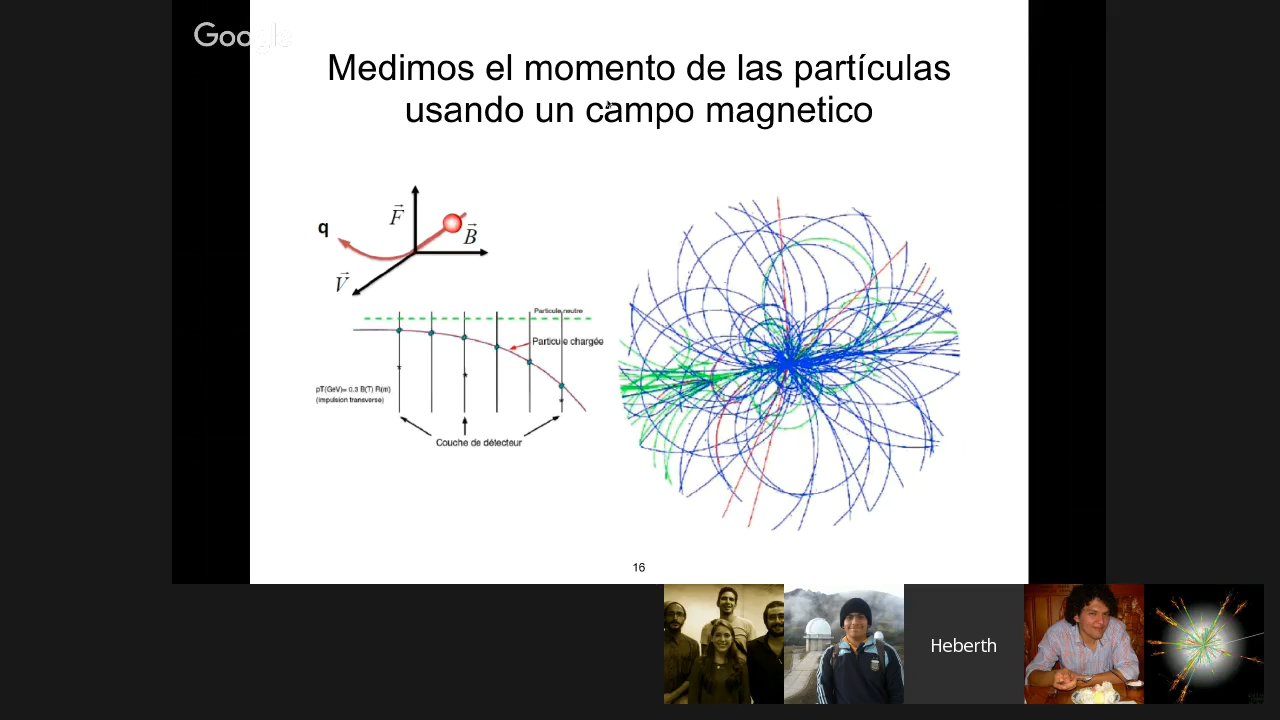 Google
Medimos el momento de las partículas
usando un campo magnetico
F
q
B
V
Particule neutre
Particule chargée
pT(GeV)= 0.3 B(T) R(m)
(impulsion transverse)
Couche de détecteur
16
Heberth